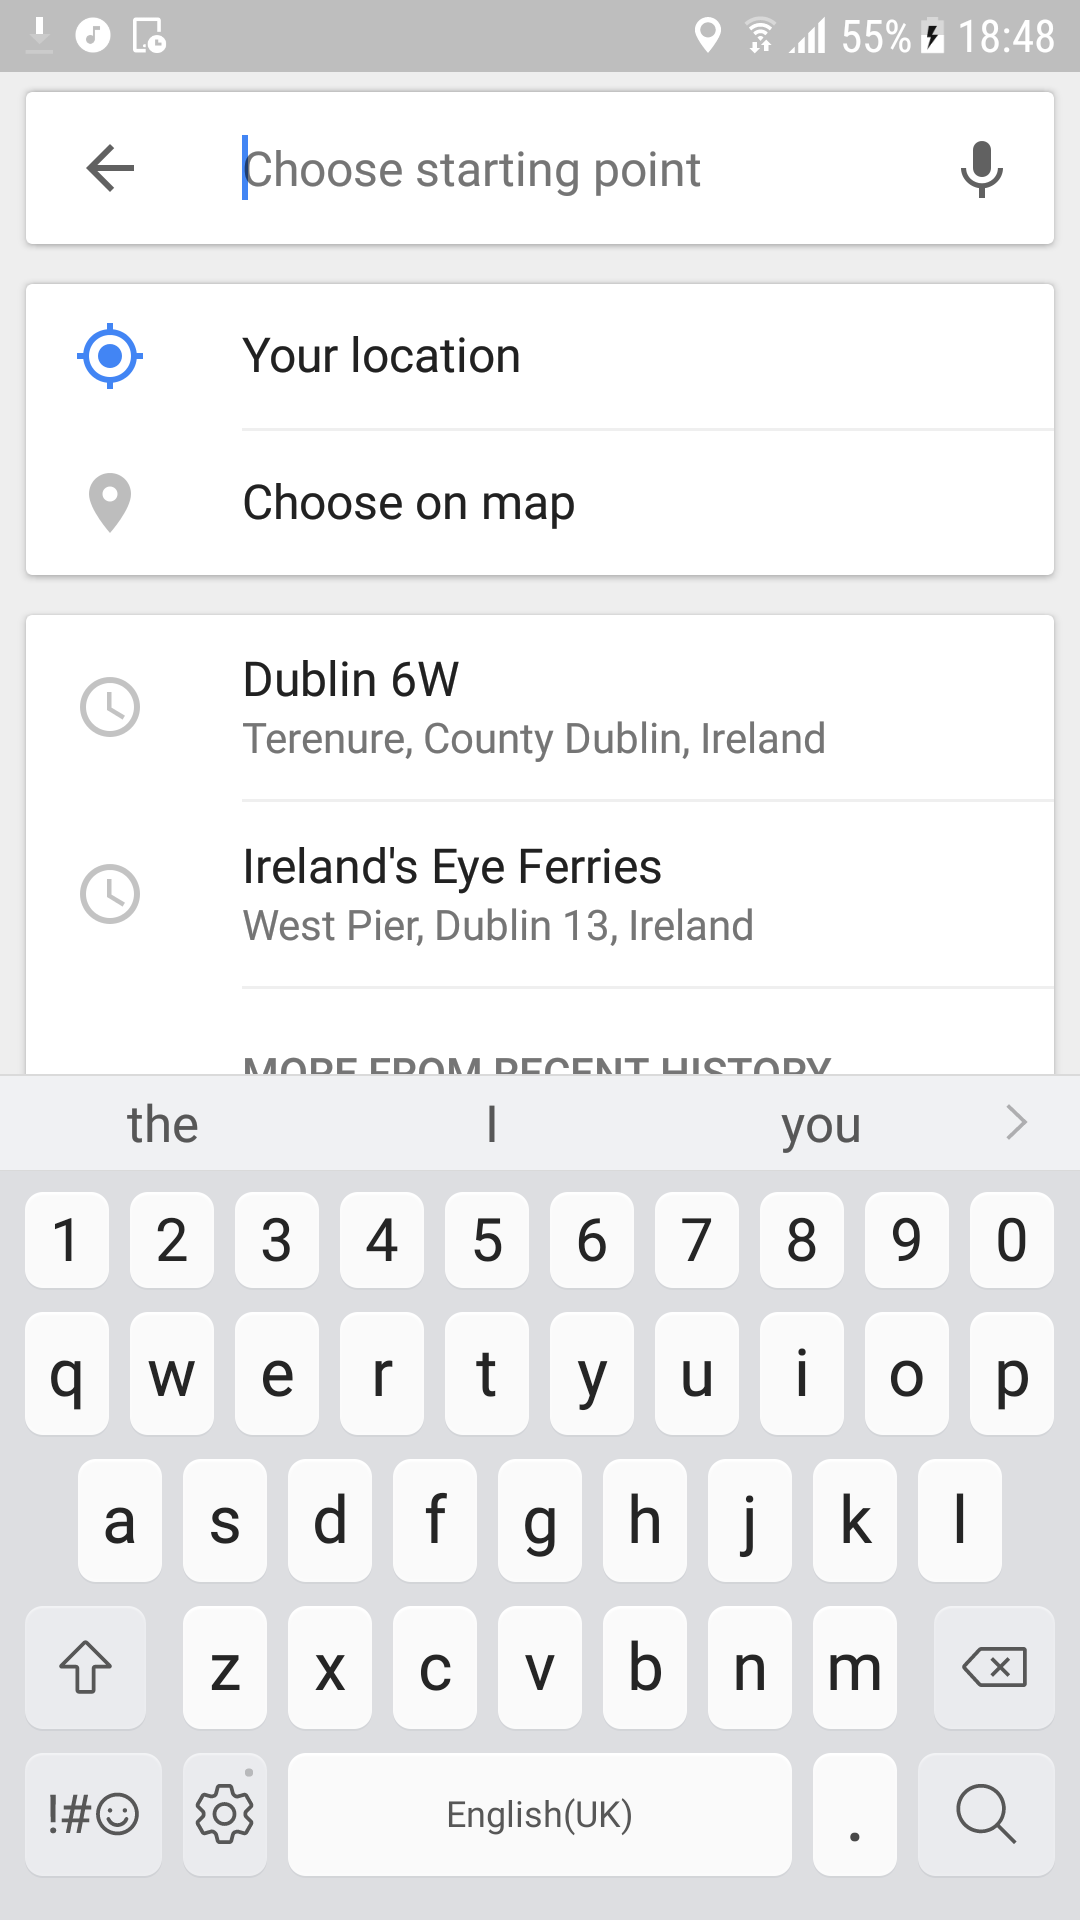 55% 18:48
Choose starting point
Your location
Choose on map
Dublin 6W
Terenure, County Dublin, Ireland
Ireland's Eye Ferries
West Pier, Dublin 13, Ireland
MORE FROM RECENT HISTORY
the I you
1 2 3 4 5 6 7 8 9 0
q w e r t y u i o p
a s d f g h j k l
z x c v b n m
!#☺ English(UK) .